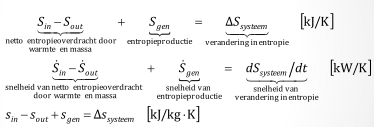 S_in − S_out + S_gen = ΔS_systeem [kJ/K]
netto entropieoverdracht door warmte en massa entropieproductie verandering in entropie
Ṡ_in − Ṡ_out + Ṡ_gen = dS_systeem/dt [kW/K]
snelheid van netto entropieoverdracht door warmte en massa snelheid van entropieproductie snelheid van verandering in entropie
s_in − s_out + s_gen = Δs_systeem [kJ/kg·K]